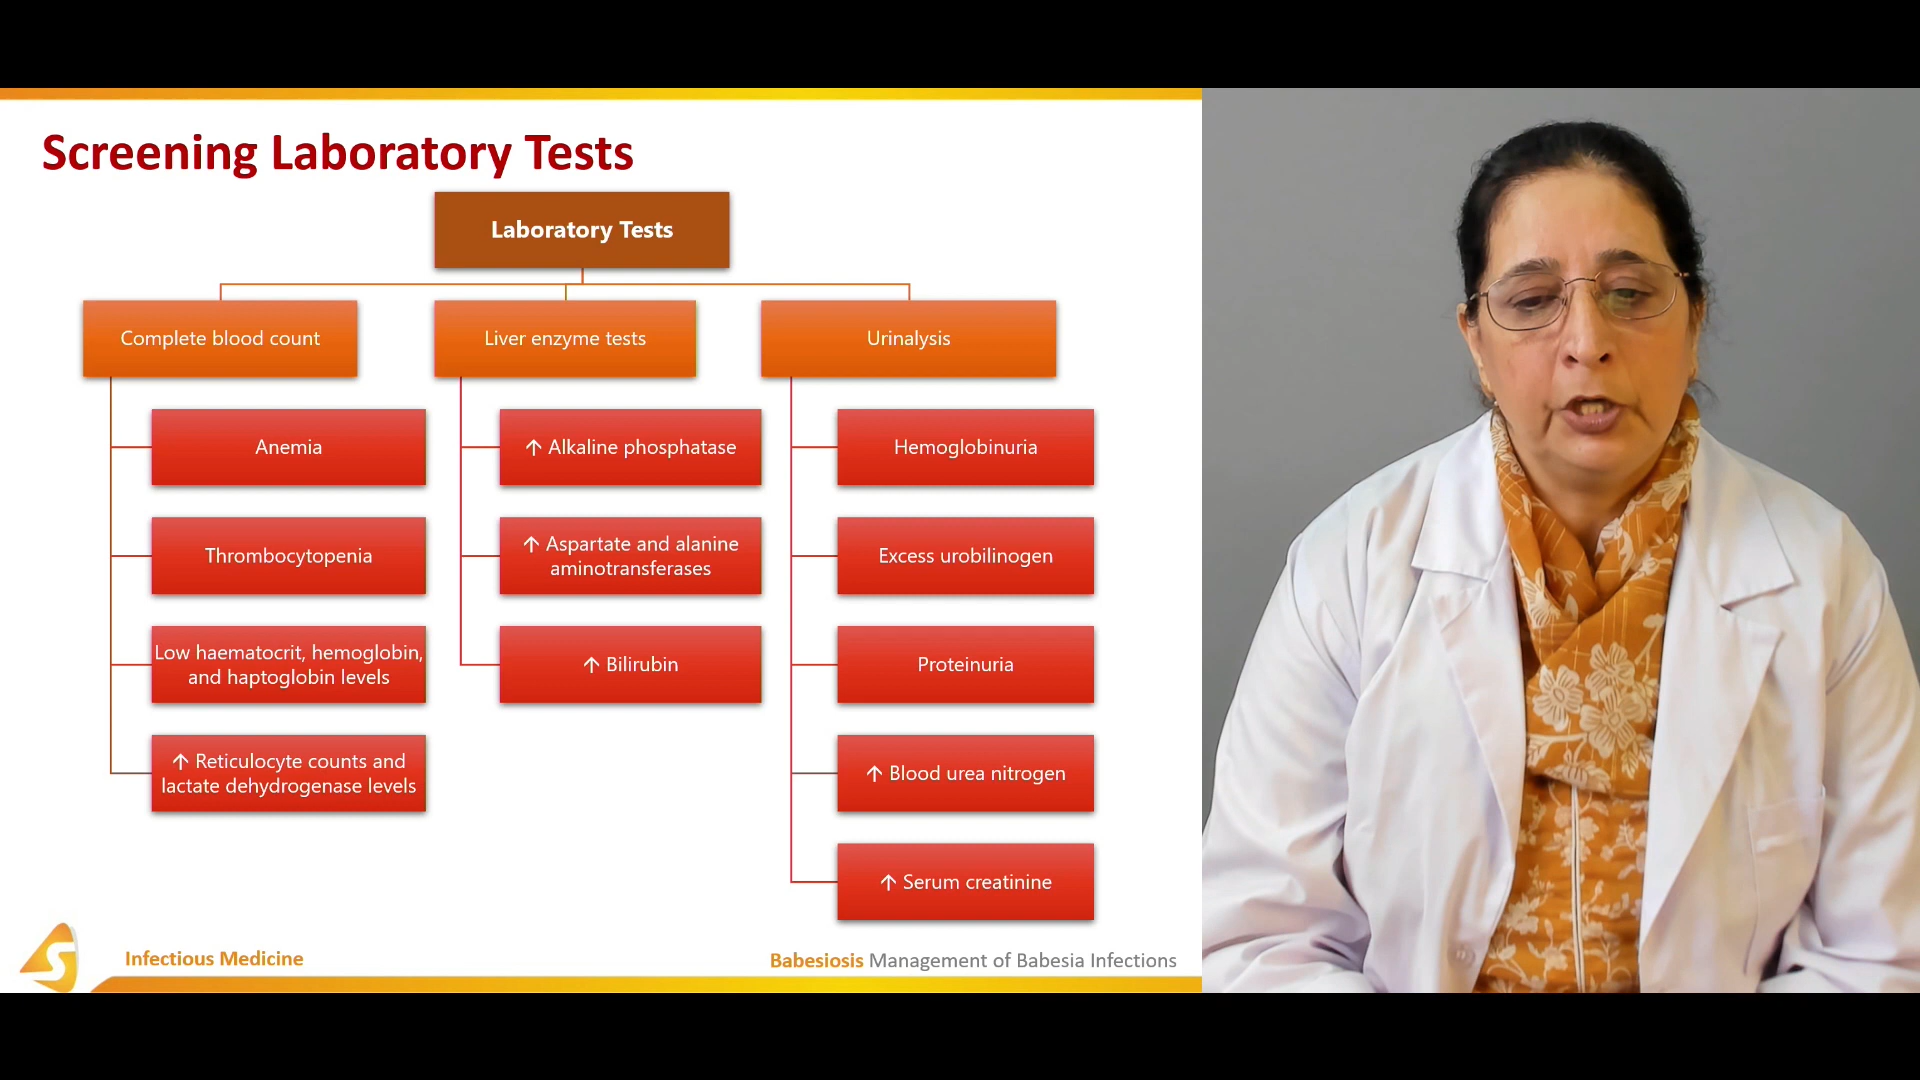 Screening Laboratory Tests
Laboratory Tests
Complete blood count
Liver enzyme tests
Urinalysis
Anemia
Thrombocytopenia
Low haematocrit, hemoglobin,
and haptoglobin levels
↑ Reticulocyte counts and
lactate dehydrogenase levels
↑ Alkaline phosphatase
↑ Aspartate and alanine
aminotransferases
↑ Bilirubin
Hemoglobinuria
Excess urobilinogen
Proteinuria
↑ Blood urea nitrogen
↑ Serum creatinine
Infectious Medicine
Babesiosis Management of Babesia Infections